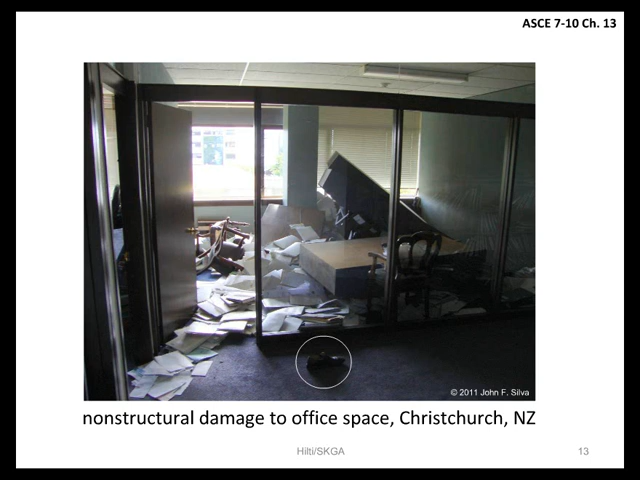 ASCE 7-10 Ch. 13
© 2011 John F. Silva
nonstructural damage to office space, Christchurch, NZ
Hilti/SKGA
13